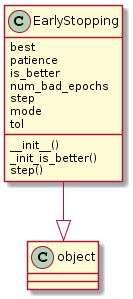 C EarlyStopping
best
patience
is_better
num_bad_epochs
step
mode
tol
__init__()
_init_is_better()
step()
C object